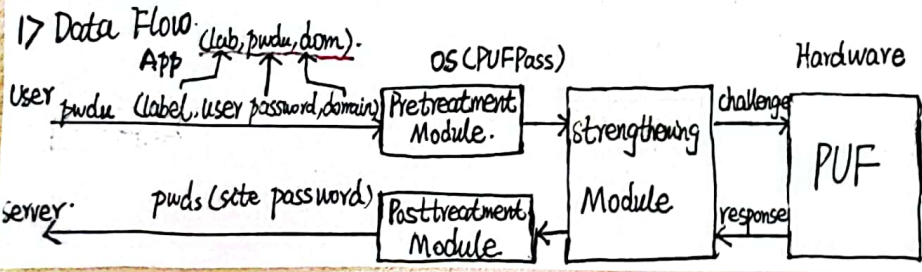 1> Data Flow.
(lab, pwdu, dom).
App
OS (PUFPass)
Hardware
User
pwdu
(label, user password, domain)
Pretreatment
Module.
strengthening
Module
challenge
PUF
response
server.
pwds (site password)
Posttreatment
Module